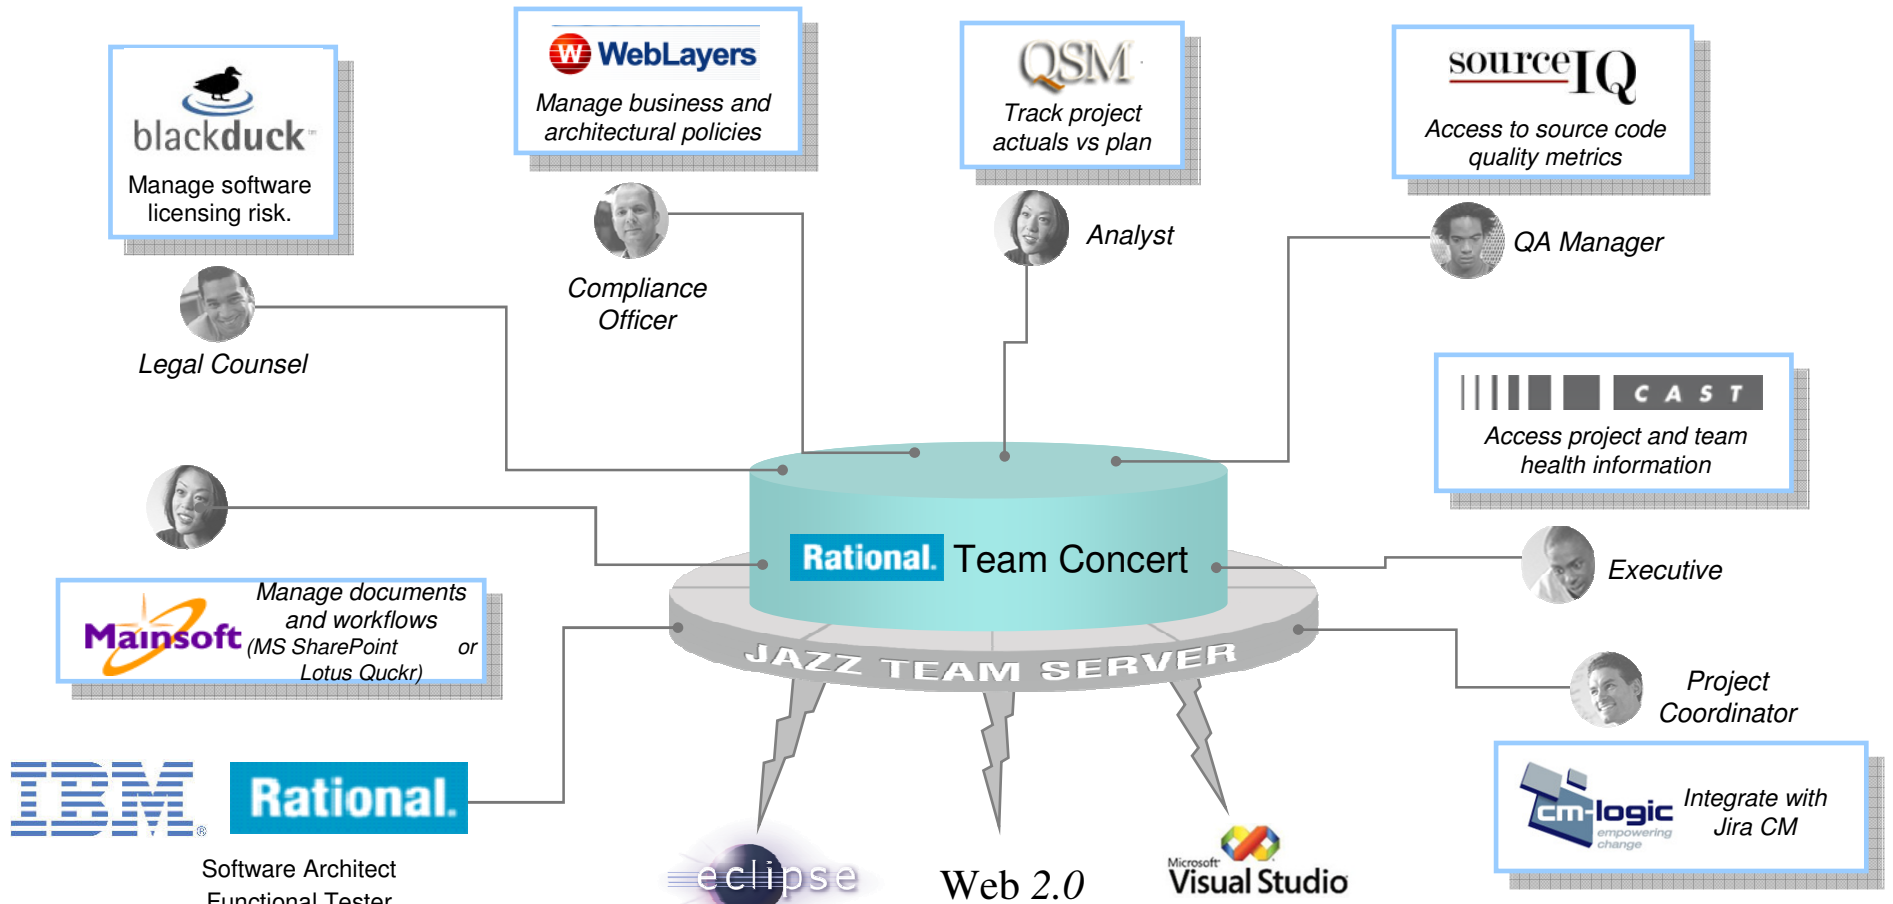 blackduck
Manage software
licensing risk.
Legal Counsel
W WebLayers
Manage business and
architectural policies
Compliance
Officer
QSM
Track project
actuals vs plan
Analyst
source IQ
Access to source code
quality metrics
QA Manager
CAST
Access project and team
health information
Executive
Rational. Team Concert
JAZZ TEAM SERVER
Mainsoft
Manage documents
and workflows
(MS SharePoint or
Lotus Quckr)
Project
Coordinator
cm-logic
empowering
change
Integrate with
Jira CM
IBM®
Rational.
Software Architect
Functional Tester
eclipse
Web 2.0
Microsoft
Visual Studio